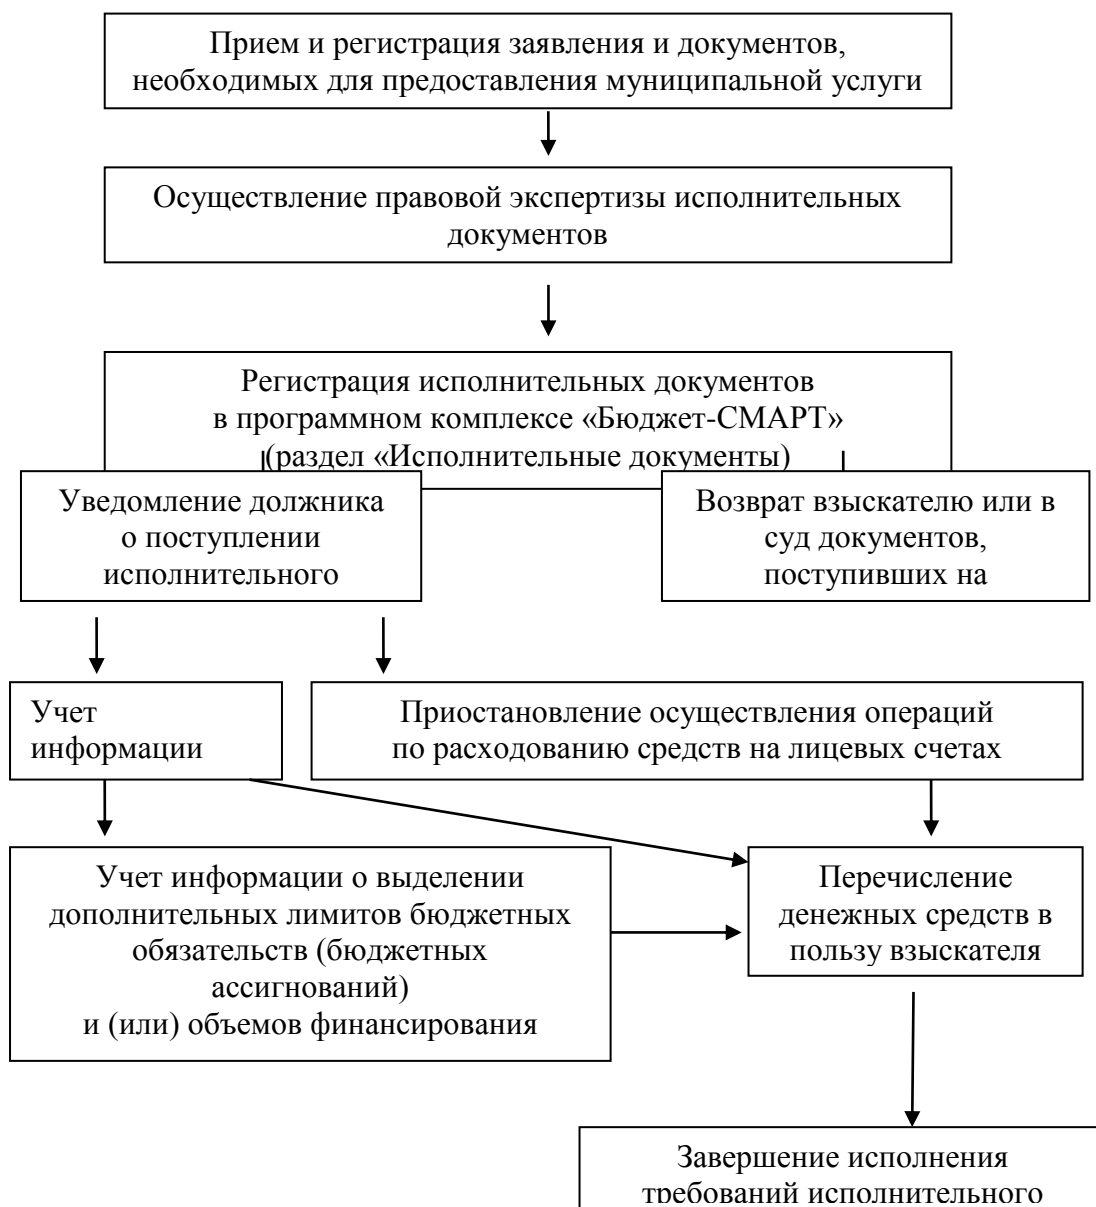 Прием и регистрация заявления и документов,
необходимых для предоставления муниципальной услуги
Осуществление правовой экспертизы исполнительных
документов
Регистрация исполнительных документов
в программном комплексе «Бюджет-СМАРТ»
(раздел «Исполнительные документы)
Уведомление должника
о поступлении
исполнительного
Возврат взыскателю или в
суд документов,
поступивших на
Учет
информации
Приостановление осуществления операций
по расходованию средств на лицевых счетах
Учет информации о выделении
дополнительных лимитов бюджетных
обязательств (бюджетных
ассигнований)
и (или) объемов финансирования
Перечисление
денежных средств в
пользу взыскателя
Завершение исполнения
требований исполнительного